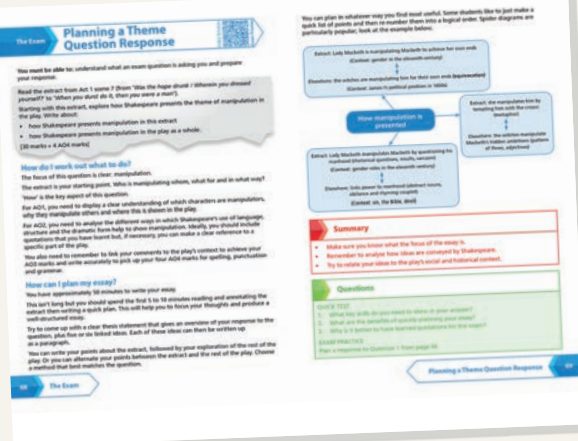 The Exam
Planning a Theme
Question Response
You must be able to: understand what an exam question is asking you and prepare
your response.
Read the extract from Act 1 scene 7 (from 'Was the hope drunk / Wherein you dressed
yourself?' to 'When you durst do it, then you were a man').
Starting with this extract, explore how Shakespeare presents the theme of manipulation in
the play. Write about:
• how Shakespeare presents manipulation in this extract
• how Shakespeare presents manipulation in the play as a whole.
[30 marks + 4 AO4 marks]
How do I work out what to do?
The focus of this question is clear: manipulation.
The extract is your starting point. Who is manipulating whom, what for and in what way?
'How' is the key aspect of this question.
For AO1, you need to display a clear understanding of which characters are manipulators,
why they manipulate others and where this is shown in the play.
For AO2, you need to analyse the different ways in which Shakespeare's use of language,
structure and the dramatic form help to show manipulation. Ideally, you should include
quotations that you have learnt but, if necessary, you can make a clear reference to a
specific part of the play.
You also need to remember to link your comments to the play's context to achieve your
AO3 marks and write accurately to pick up your four AO4 marks for spelling, punctuation
and grammar.
How can I plan my essay?
You have approximately 50 minutes to write your essay.
This isn't long but you should spend the first 5 to 10 minutes reading and annotating the
extract then writing a quick plan. This will help you to focus your thoughts and produce a
well-structured essay.
Try to come up with a clear thesis statement that gives an overview of your response to the
question, plus five or six linked ideas. Each of these ideas can then be written up
as a paragraph.
You can write your points about the extract, followed by your exploration of the rest of the
play. Or you can alternate your points between the extract and the rest of the play. Choose
a method that best matches the question.
The Exam
You can plan in whatever way you find most useful. Some students like to just make a
quick list of points and then re-number them into a logical order. Spider diagrams are
particularly popular; look at the example below.
Extract: Lady Macbeth is manipulating Macbeth to achieve her own ends
(Context: gender in the eleventh-century)
Elsewhere: the witches are manipulating him for their own ends (equivocation)
(Context: James I's political position in 1606)
How manipulation is
presented
Extract: she manipulates him by
tempting him with the crown
(metaphor)
Elsewhere: the witches manipulate
Macbeth's hidden ambitions (pattern
of three, adjectives)
Extract: Lady Macbeth manipulates Macbeth by questioning his
manhood (rhetorical questions, insults, sarcasm)
(Context: gender roles in the eleventh century)
Elsewhere: links power to manhood (abstract nouns,
sibilance and rhyming couplet)
(Context: sin, the Bible, devil)
Summary
• Make sure you know what the focus of the essay is.
• Remember to analyse how ideas are conveyed by Shakespeare.
• Try to relate your ideas to the play's social and historical context.
Questions
QUICK TEST
1. What key skills do you need to show in your answer?
2. What are the benefits of quickly planning your essay?
3. Why is it better to have learned quotations for the exam?
EXAM PRACTICE
Plan a response to Question 1 from page
Planning a Theme Question Response